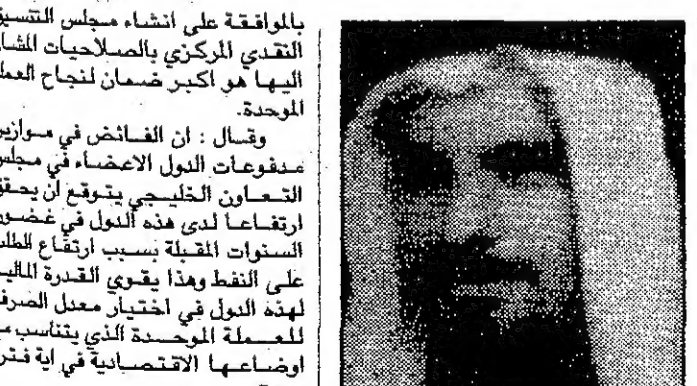 بالموافقة على انشاء مجلس التنسيق
النقدي المركزي بالصلاحيات المشار
اليها هو اكبر ضمان لنجاح العملة
الموحدة.
وقال : ان الفائض في موازين
مدفوعات الدول الاعضاء في مجلس
التعاون الخليجي يتوقع ان يحقق
ارتفاعا لدى هذه الدول في غضون
السنوات المقبلة بسبب ارتفاع الطلب
على النفط وهذا يقوي القدرة المالية
لهذه الدول في اختيار معدل الصرف
للعملة الموحدة الذي يتناسب مع
اوضاعها الاقتصادية في اية فترة